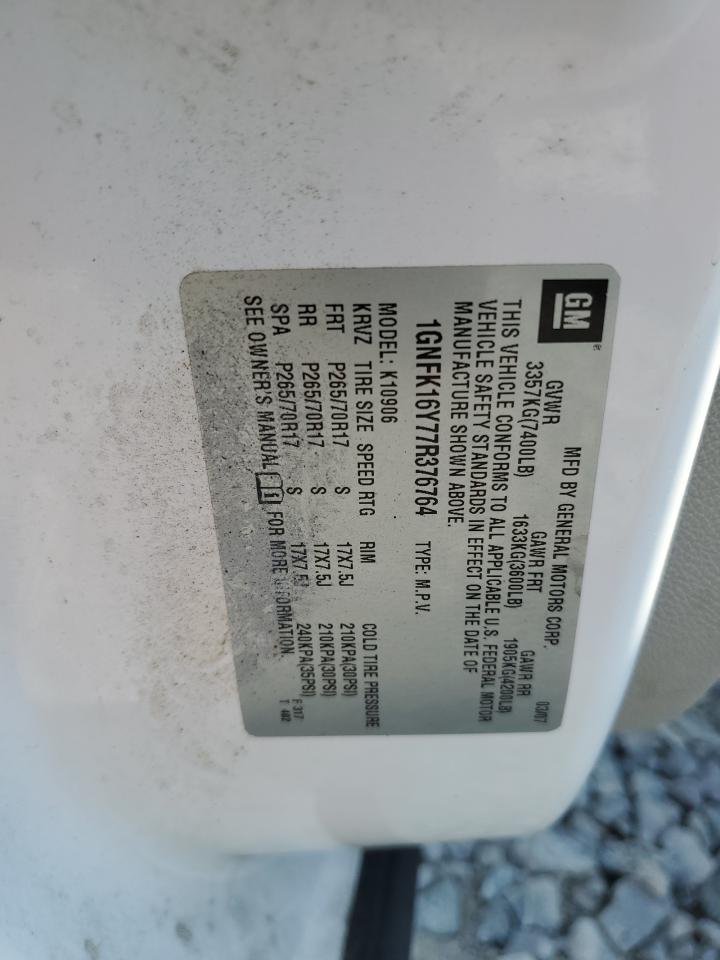 GM
MFD BY GENERAL MOTORS CORP. 03/07
GVWR GAWR FRT GAWR RR
3357KG(7400LB) 1633KG(3600LB) 1905KG(4200LB)
THIS VEHICLE CONFORMS TO ALL APPLICABLE U.S. FEDERAL MOTOR
VEHICLE SAFETY STANDARDS IN EFFECT ON THE DATE OF
MANUFACTURE SHOWN ABOVE.
1GNFK16Y77R376764 TYPE: M.P.V.
MODEL: K10906
KRVZ TIRE SIZE SPEED RTG RIM COLD TIRE PRESSURE
FRT P265/70R17 S 17X7.5J 210KPA(30PSI)
RR P265/70R17 S 17X7.5J 210KPA(30PSI)
SPA P265/70R17 S 17X7.5J 240KPA(35PSI)
SEE OWNER'S MANUAL FOR MORE INFORMATION.
F 317
T 482